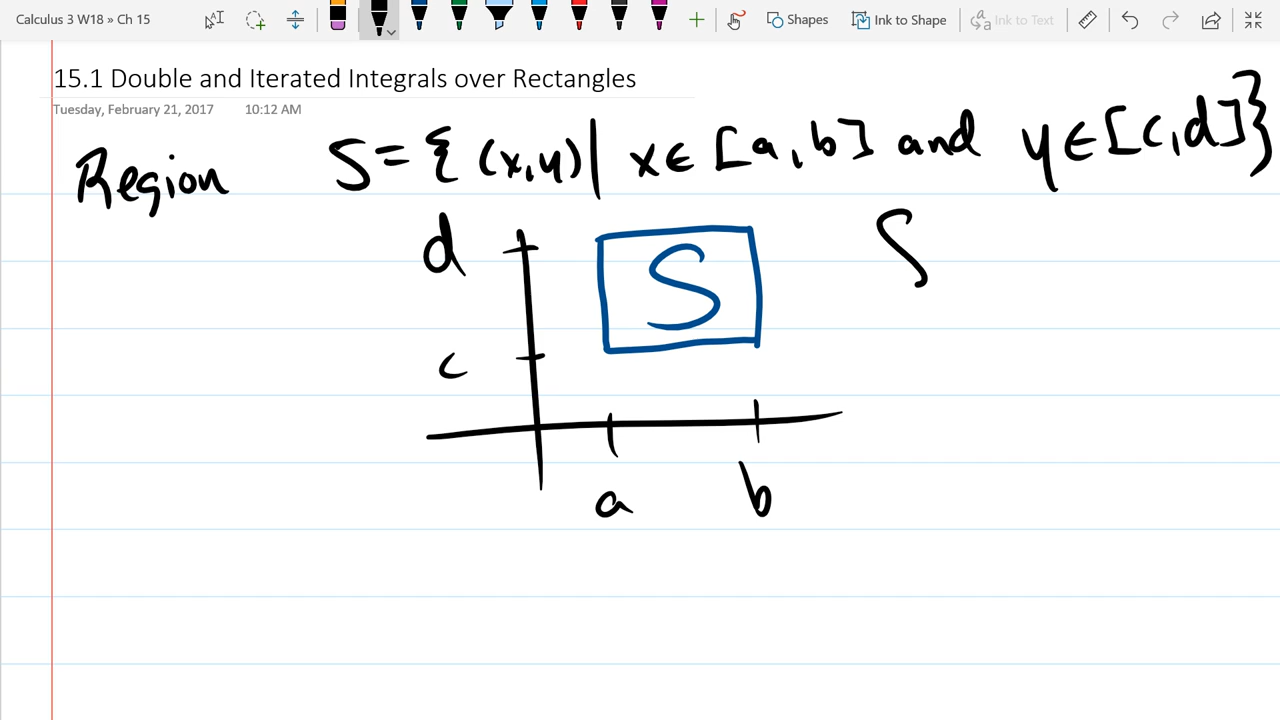 Calculus 3 W18 » Ch 15
Shapes
Ink to Shape
Ink to Text
15.1 Double and Iterated Integrals over Rectangles
Tuesday, February 21, 2017 10:12 AM
Region S = { (x,y) | x ∈ [a,b] and y ∈ [c,d] }
d S S
c
a b